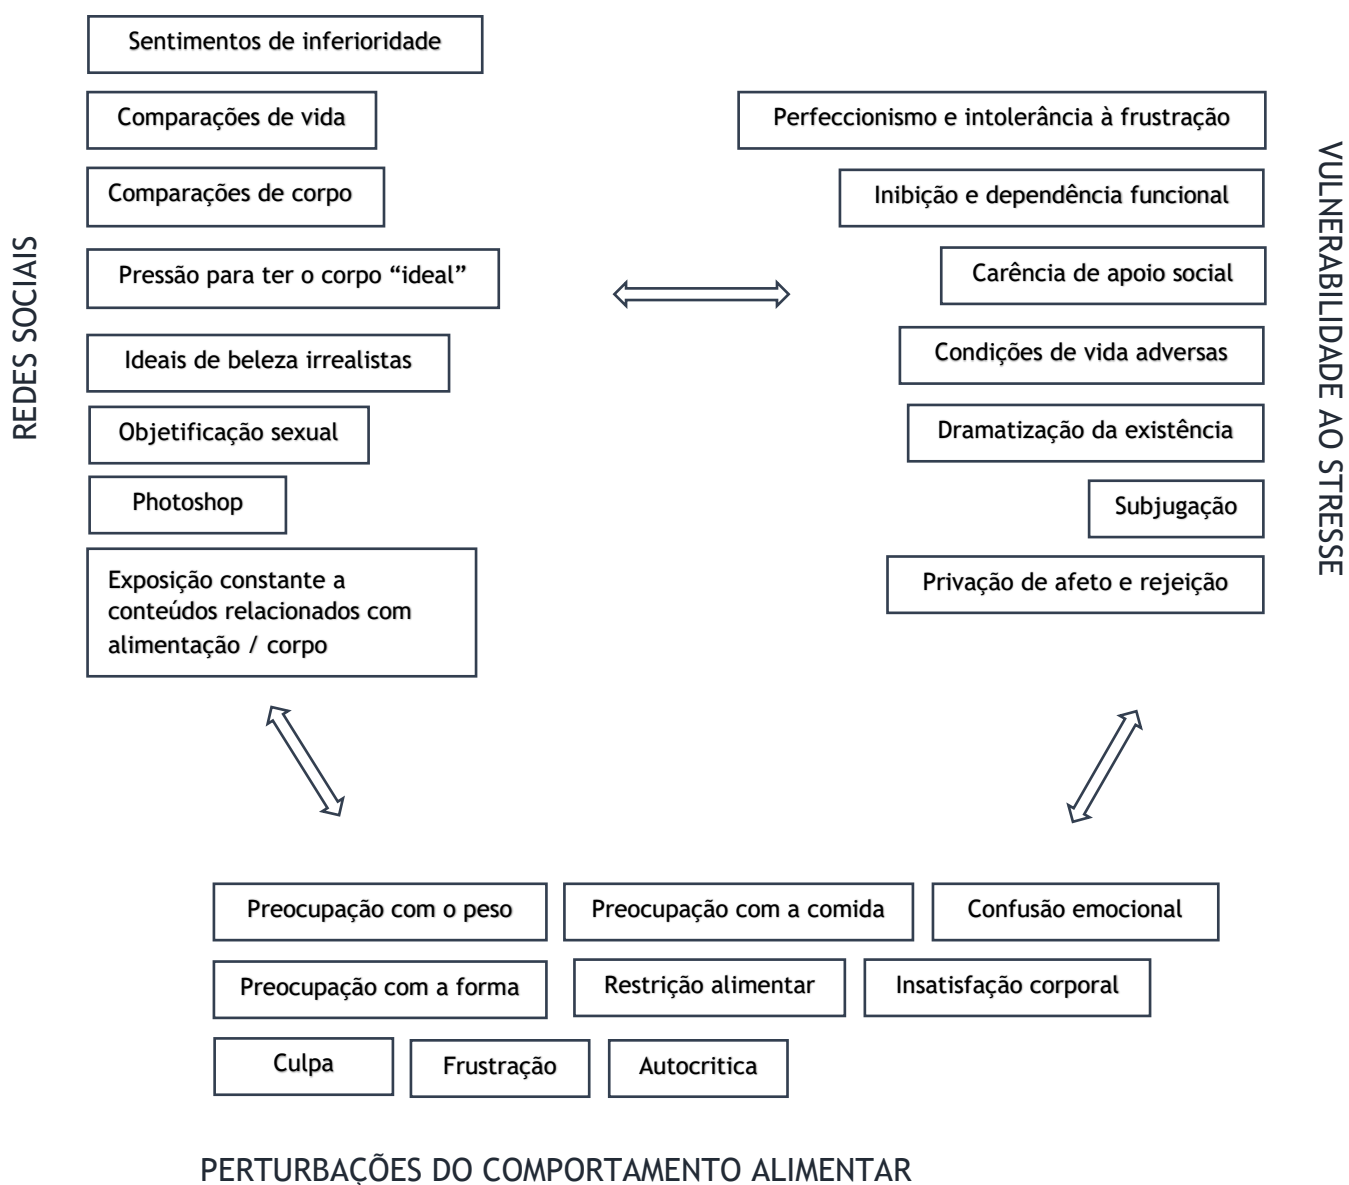 REDES SOCIAIS
Sentimentos de inferioridade
Comparações de vida
Comparações de corpo
Pressão para ter o corpo “ideal”
Ideais de beleza irrealistas
Objetificação sexual
Photoshop
Exposição constante a
conteúdos relacionados com
alimentação / corpo
VULNERABILIDADE AO STRESSE
Perfeccionismo e intolerância à frustração
Inibição e dependência funcional
Carência de apoio social
Condições de vida adversas
Dramatização da existência
Subjugação
Privação de afeto e rejeição
Preocupação com o peso
Preocupação com a comida
Confusão emocional
Preocupação com a forma
Restrição alimentar
Insatisfação corporal
Culpa
Frustração
Autocritica
PERTURBAÇÕES DO COMPORTAMENTO ALIMENTAR